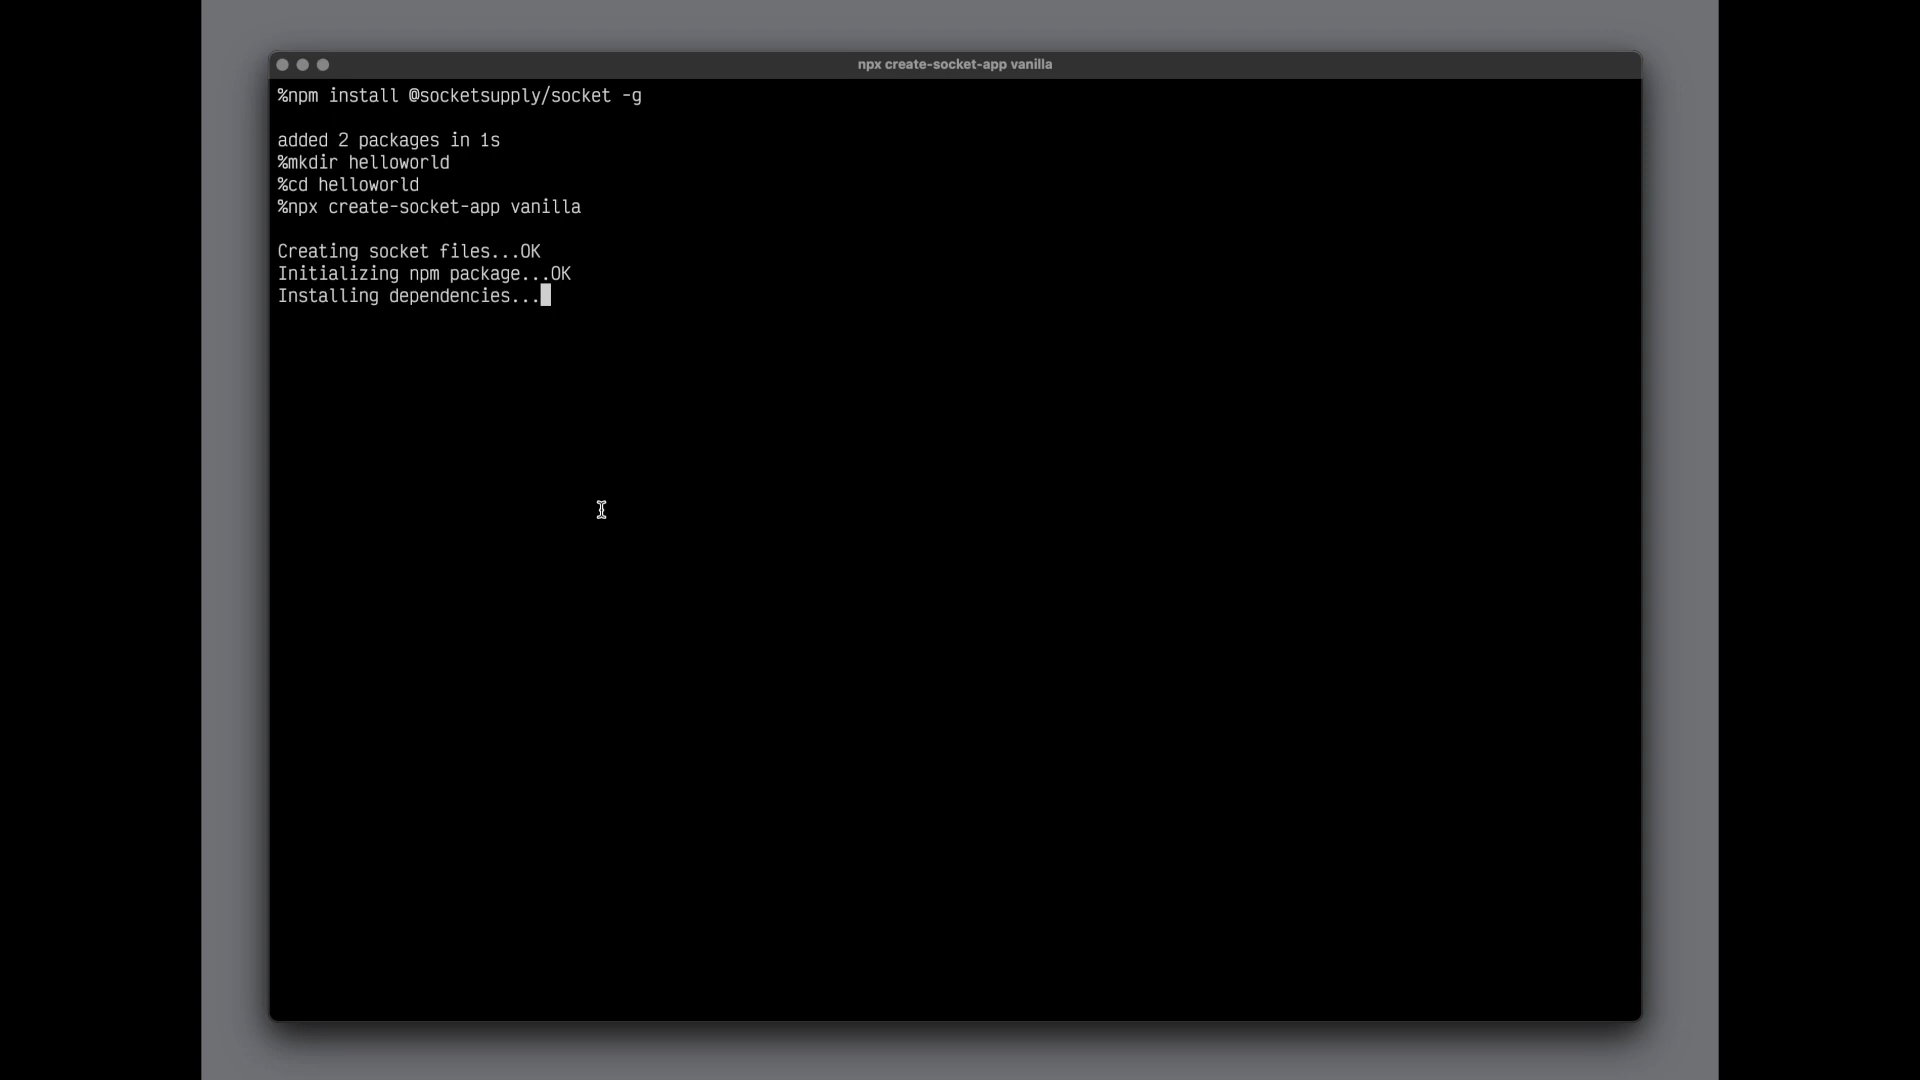 npx create-socket-app vanilla
%npm install @socketsupply/socket -g
added 2 packages in 1s
%mkdir helloworld
%cd helloworld
%npx create-socket-app vanilla
Creating socket files...OK
Initializing npm package...OK
Installing dependencies...